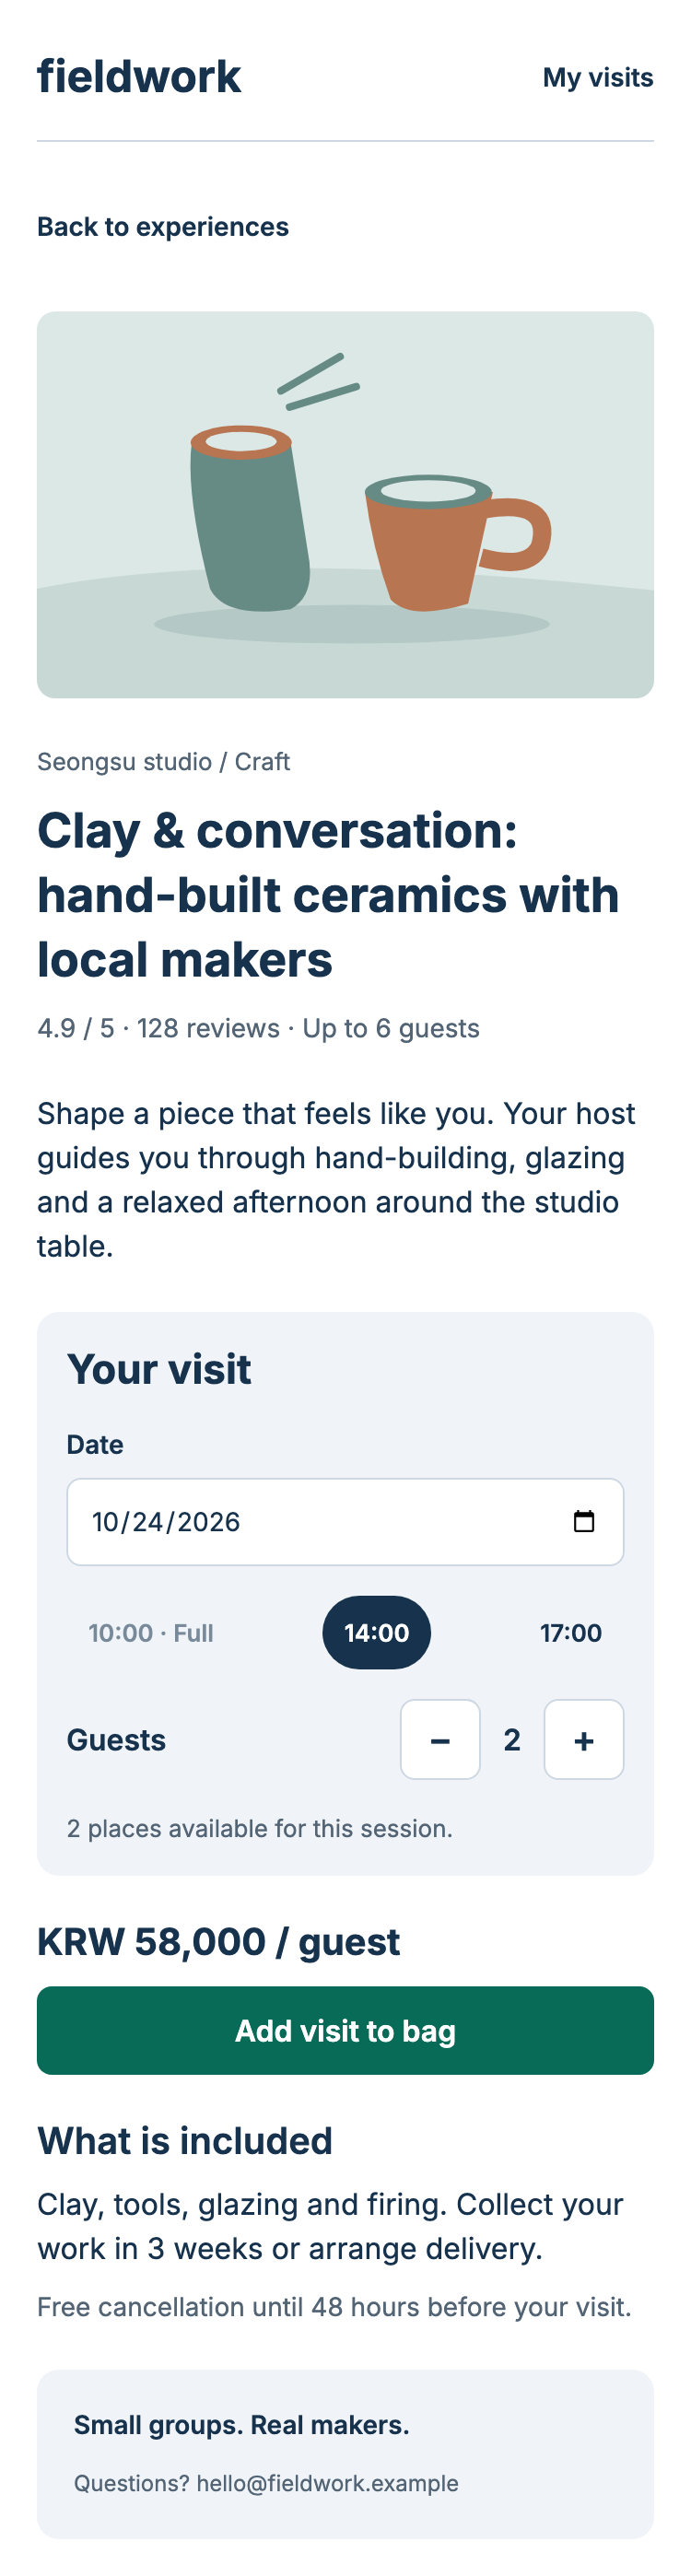 fieldwork
My visits
Back to experiences
Seongsu studio / Craft
Clay & conversation:
hand-built ceramics with
local makers
4.9 / 5 · 128 reviews · Up to 6 guests
Shape a piece that feels like you. Your host
guides you through hand-building, glazing
and a relaxed afternoon around the studio
table.
Your visit
Date
10/24/2026
10:00 · Full
14:00
17:00
Guests
− 2 +
2 places available for this session.
KRW 58,000 / guest
Add visit to bag
What is included
Clay, tools, glazing and firing. Collect your
work in 3 weeks or arrange delivery.
Free cancellation until 48 hours before your visit.
Small groups. Real makers.
Questions? hello@fieldwork.example